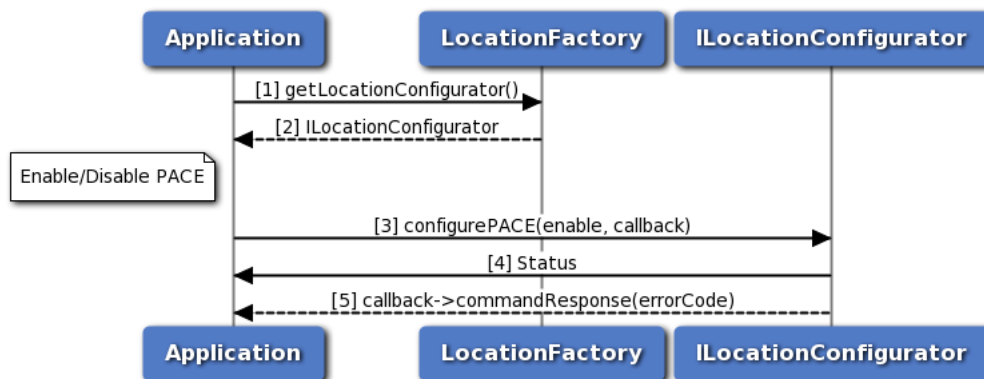 Application
LocationFactory
ILocationConfigurator
[1] getLocationConfigurator()
[2] ILocationConfigurator
Enable/Disable PACE
[3] configurePACE(enable, callback)
[4] Status
[5] callback->commandResponse(errorCode)
Application
LocationFactory
ILocationConfigurator